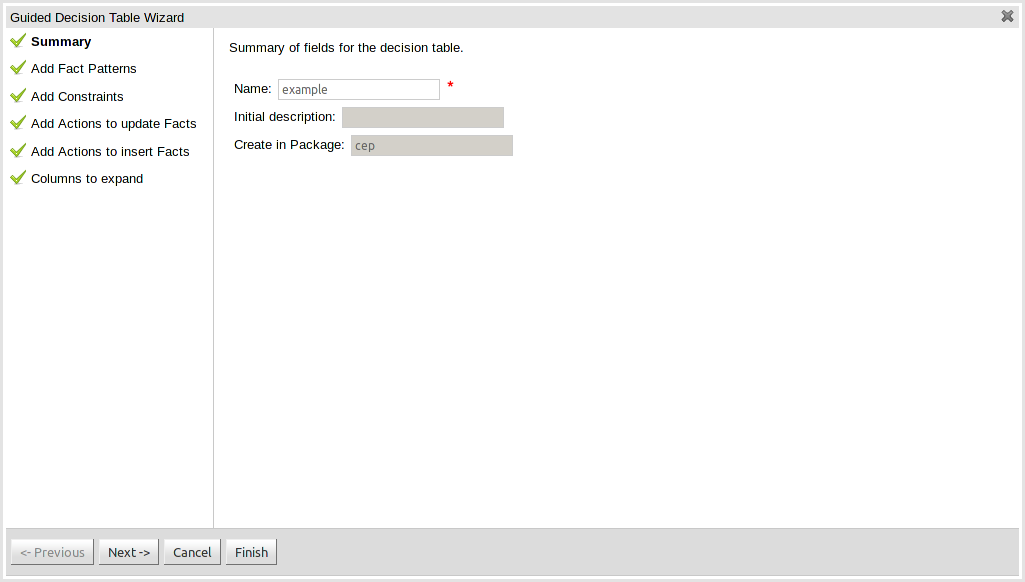 Guided Decision Table Wizard
Summary
Add Fact Patterns
Add Constraints
Add Actions to update Facts
Add Actions to insert Facts
Columns to expand
Summary of fields for the decision table.
Name: example *
Initial description:
Create in Package: cep
<- Previous Next -> Cancel Finish